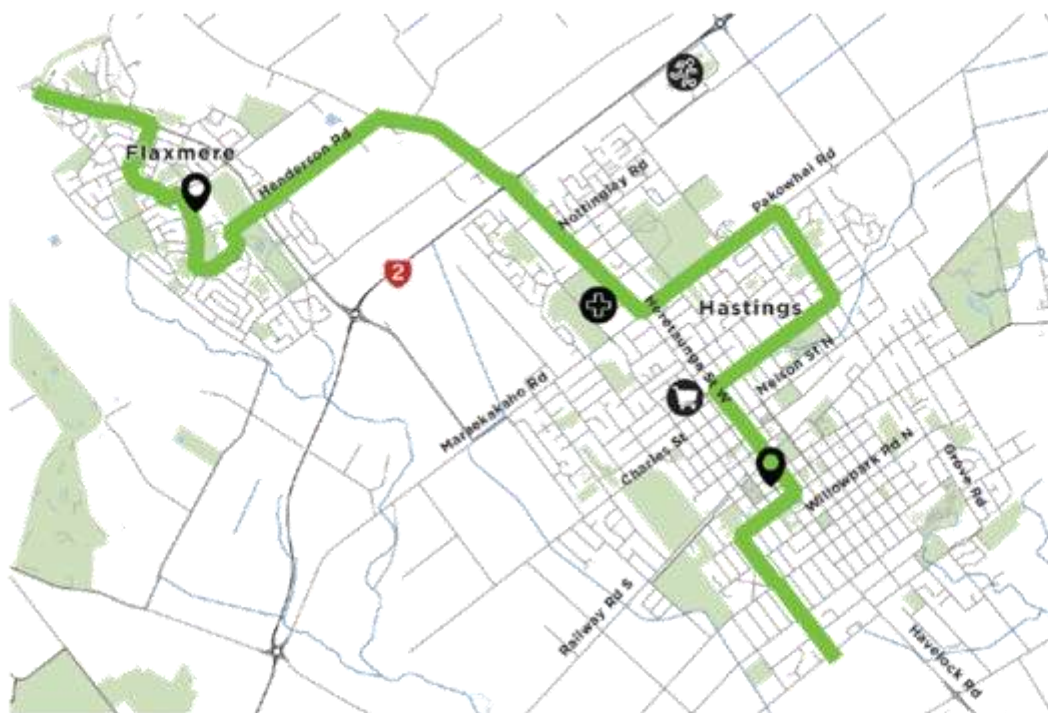 Flaxmere
Henderson Rd
Nottinglay Rd
Pakowhai Rd
2
Heretaunga St W
Hastings
Nelson St N
Maraekakaho Rd
Charles St
Willowpark Rd N
Grove Rd
Railway Rd S
Havelock Rd